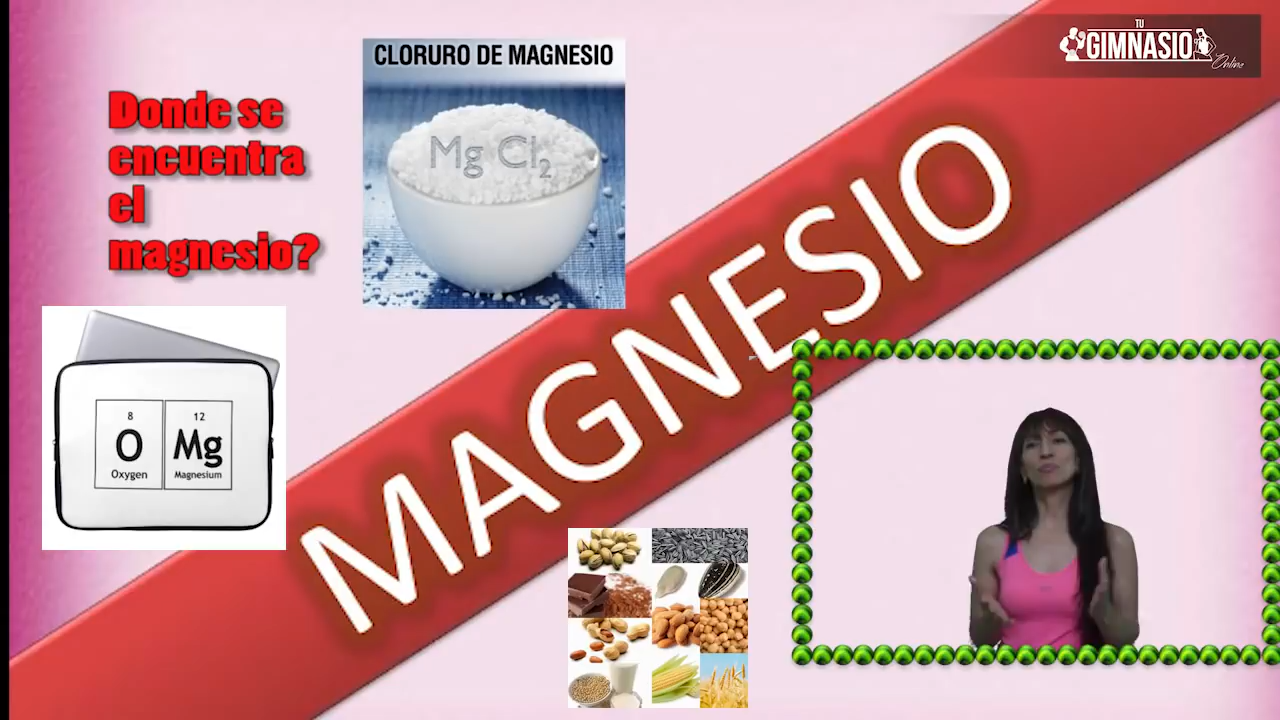 TU
GIMNASIO
Online
CLORURO DE MAGNESIO
Mg Cl2
Donde se
encuentra
el
magnesio?
MAGNESIO
8 12
O Mg
Oxygen Magnesium